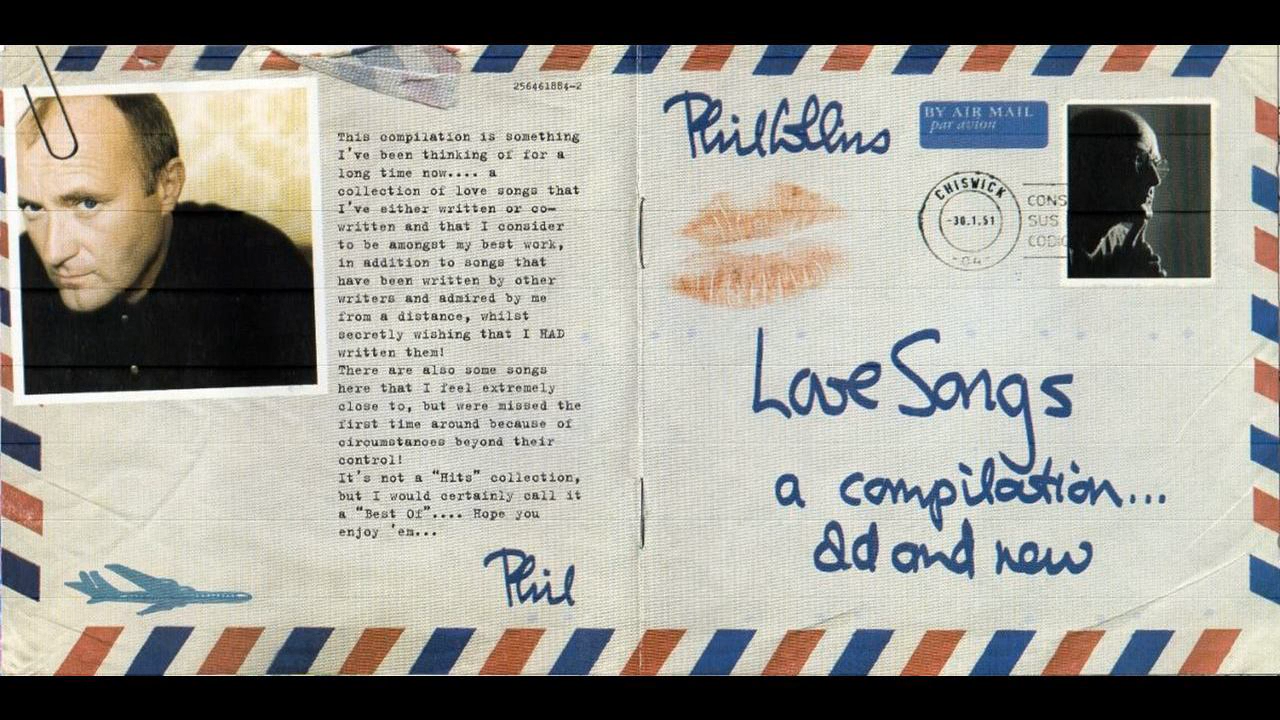 256461884-2
This compilation is something
I've been thinking of for a
long time now.... a
collection of love songs that
I've either written or co-
written and that I consider
to be amongst my best work,
in addition to songs that
have been written by other
writers and admired by me
from a distance, whilst
secretly wishing that I HAD
written them!
There are also some songs
here that I feel extremely
close to, but were missed the
first time around because of
circumstances beyond their
control!
It's not a "Hits" collection,
but I would certainly call it
a "Best Of".... Hope you
enjoy 'em...
Phil
Phil Collins
BY AIR MAIL
par avion
CHISWICK
-30.1.51
CONS
SUS
CODIC
Love Songs
a compilation...
old and new